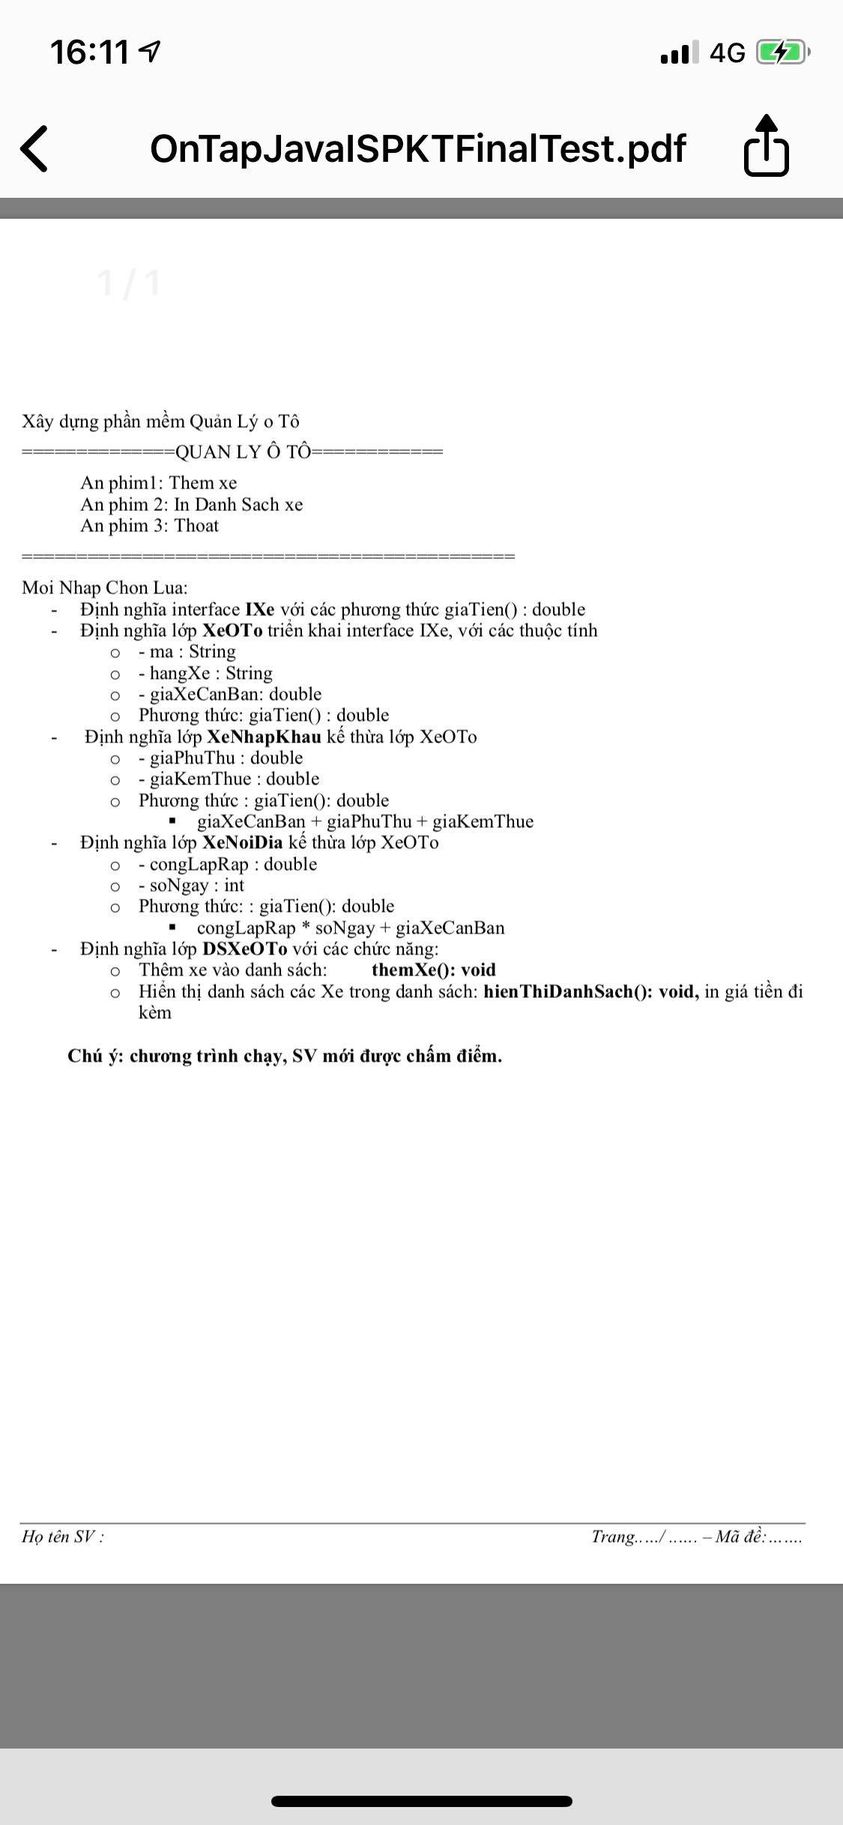 16:11
4G
OnTapJavaISPKTFinalTest.pdf
1 / 1
Xây dựng phần mềm Quản Lý o Tô
==============QUAN LY Ô TÔ============
An phim1: Them xe
An phim 2: In Danh Sach xe
An phim 3: Thoat
=============================================
Moi Nhap Chon Lua:
- Định nghĩa interface IXe với các phương thức giaTien() : double
- Định nghĩa lớp XeOTo triển khai interface IXe, với các thuộc tính
o - ma : String
o - hangXe : String
o - giaXeCanBan: double
o Phương thức: giaTien() : double
- Định nghĩa lớp XeNhapKhau kế thừa lớp XeOTo
o - giaPhuThu : double
o - giaKemThue : double
o Phương thức : giaTien(): double
▪ giaXeCanBan + giaPhuThu + giaKemThue
- Định nghĩa lớp XeNoiDia kế thừa lớp XeOTo
o - congLapRap : double
o - soNgay : int
o Phương thức: : giaTien(): double
▪ congLapRap * soNgay + giaXeCanBan
- Định nghĩa lớp DSXeOTo với các chức năng:
o Thêm xe vào danh sách: themXe(): void
o Hiển thị danh sách các Xe trong danh sách: hienThiDanhSach(): void, in giá tiền đi
kèm
Chú ý: chương trình chạy, SV mới được chấm điểm.
Họ tên SV :
Trang...../ ...... – Mã đề:.......